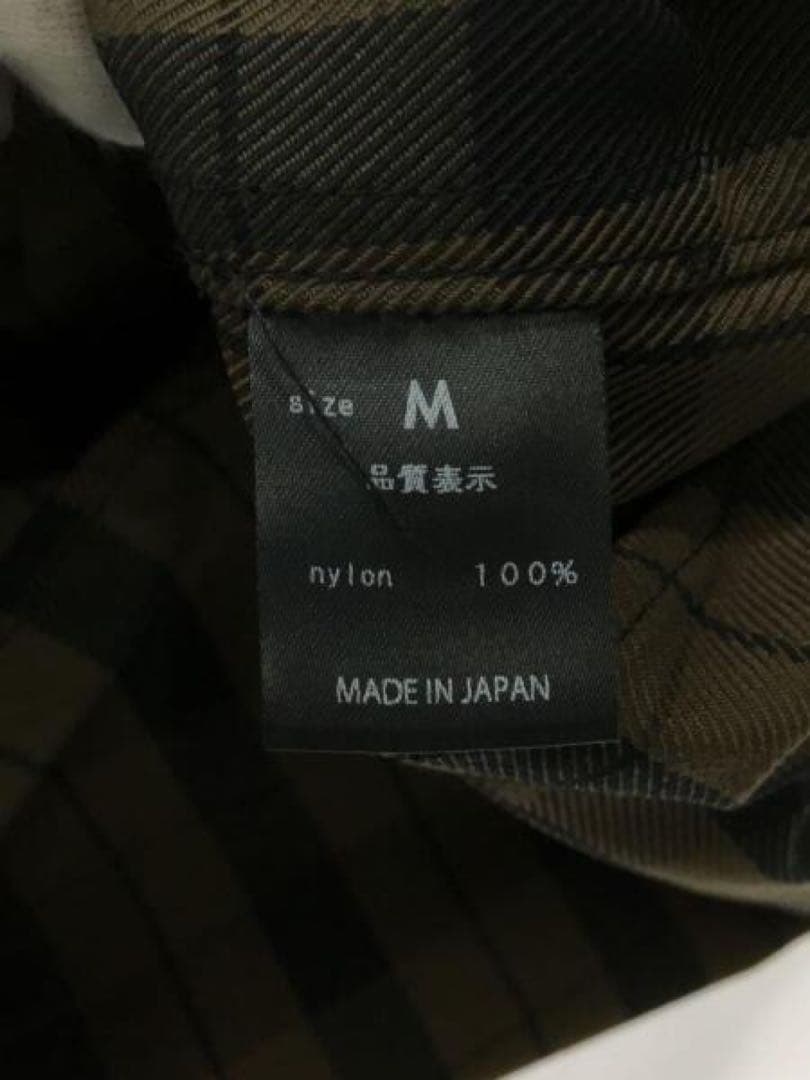 size M
品質表示
nylon 100%
MADE IN JAPAN